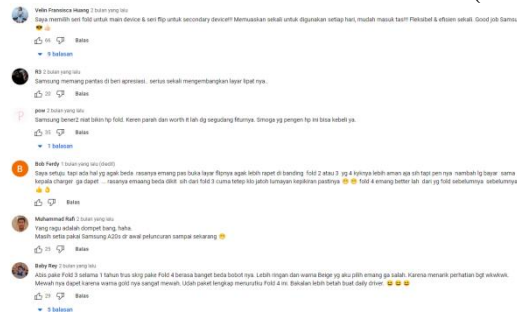 Velin Fransisca Huang 2 bulan yang lalu
Saya memilih seri fold untuk main device & seri flip untuk secondary device!!! Memuaskan sekali untuk digunakan setiap hari, mudah masuk tas!!! Fleksibel & efisien sekali. Good job Samsu
66 Balas
9 balasan
R3 2 bulan yang lalu
Samsung memang pantas di beri apresiasi.. serius sekali mengembangkan layar lipat nya.
20 Balas
P
pow 2 bulan yang lalu
Samsung bener2 niat bikin hp fold. Keren parah dan worth it lah dg segudang fiturnya. Smoga yg pengen hp ini bisa kebeli ya.
33 Balas
1 balasan
B
Bob Ferdy 1 bulan yang lalu (diedit)
Saya setuju tapi ada hal yg agak beda rasanya emang pas buka layar flipnya agak lebih rapet di banding fold 2 atau 3 yg 4 kyknya lebih aman aja sih tapi pen nya nambah lg bayar sama
kepala charger ga dapet ... rasanya emaang beda dikit sih dari fold 3 cuma tetep klo jatoh lumayan kepikiran pastinya fold 4 emang better lah dari yg fold sebelumnya sebelumnya
Balas
Muhammad Rafi 2 bulan yang lalu
Yang ragu adalah dompet bang, haha.
Masih setia pakai Samsung A20s dr awal peluncuran sampai sekarang
29 Balas
Baby Rey 2 bulan yang lalu
Abis pake Fold 3 selama 1 tahun trus skrg pake Fold 4 berasa banget beda bobot nya. Lebih ringan dan warna Beige yg aku pilih emang ga salah. Karena menarik perhatian bgt wkwkwk.
Mewah nya dapet karena warna gold nya sangat mewah. Udah paket lengkap menurutku Fold 4 ini. Bakalan lebih betah buat daily driver.
29 Balas
5 balasan